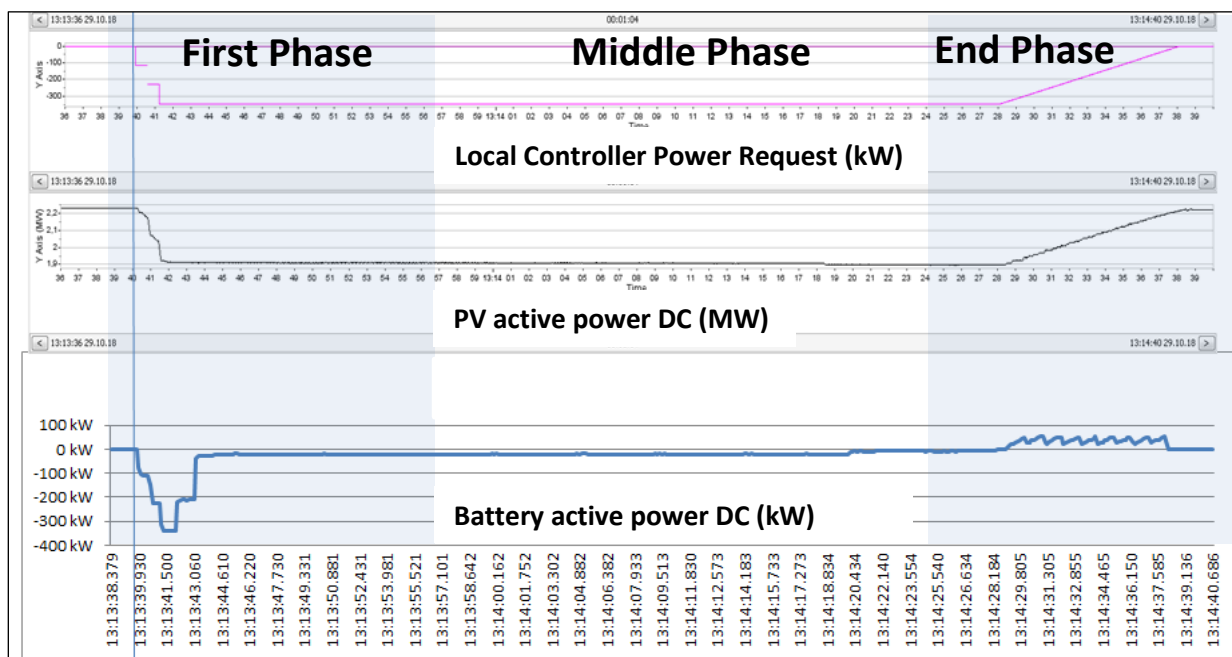 13:13:36 29.10.18 00:01:04 13:14:40 29.10.18
First Phase Middle Phase End Phase
Y Axis
0
-100
-200
-300
36 37 38 39 40 41 42 43 44 45 46 47 48 49 50 51 52 53 54 55 56 57 58 59 13:14 01 02 03 04 05 06 07 08 09 10 11 12 13 14 15 16 17 18 19 20 21 22 23 24 25 26 27 28 29 30 31 32 33 34 35 36 37 38 39
Time
Local Controller Power Request (kW)
13:13:36 29.10.18 13:14:40 29.10.18
Y Axis (MW)
2,2
2,1
2
1,9
36 37 38 39 40 41 42 43 44 45 46 47 48 49 50 51 52 53 54 55 56 57 58 59 13:14 01 02 03 04 05 06 07 08 09 10 11 12 13 14 15 16 17 18 19 20 21 22 23 24 25 26 27 28 29 30 31 32 33 34 35 36 37 38 39
Time
PV active power DC (MW)
13:13:36 29.10.18 13:14:40 29.10.18
100 kW
0 kW
-100 kW
-200 kW
-300 kW
-400 kW
Battery active power DC (kW)
13:13:38.379
13:13:39.930
13:13:41.500
13:13:43.060
13:13:44.610
13:13:46.220
13:13:47.730
13:13:49.331
13:13:50.881
13:13:52.431
13:13:53.981
13:13:55.521
13:13:57.101
13:13:58.642
13:14:00.162
13:14:01.752
13:14:03.302
13:14:04.882
13:14:06.382
13:14:07.933
13:14:09.513
13:14:11.830
13:14:12.573
13:14:14.183
13:14:15.733
13:14:17.273
13:14:18.834
13:14:20.434
13:14:22.140
13:14:23.554
13:14:25.540
13:14:26.634
13:14:28.184
13:14:29.805
13:14:31.305
13:14:32.855
13:14:34.465
13:14:36.150
13:14:37.585
13:14:39.136
13:14:40.686